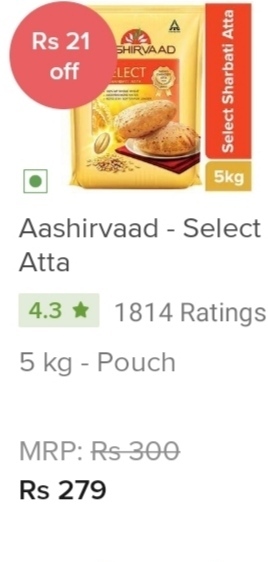 Rs 21
off
SHIRVAAD
ELECT
Select Sharbati Atta
5kg
Aashirvaad - Select
Atta
4.3 ★ 1814 Ratings
5 kg - Pouch
MRP: Rs 300
Rs 279